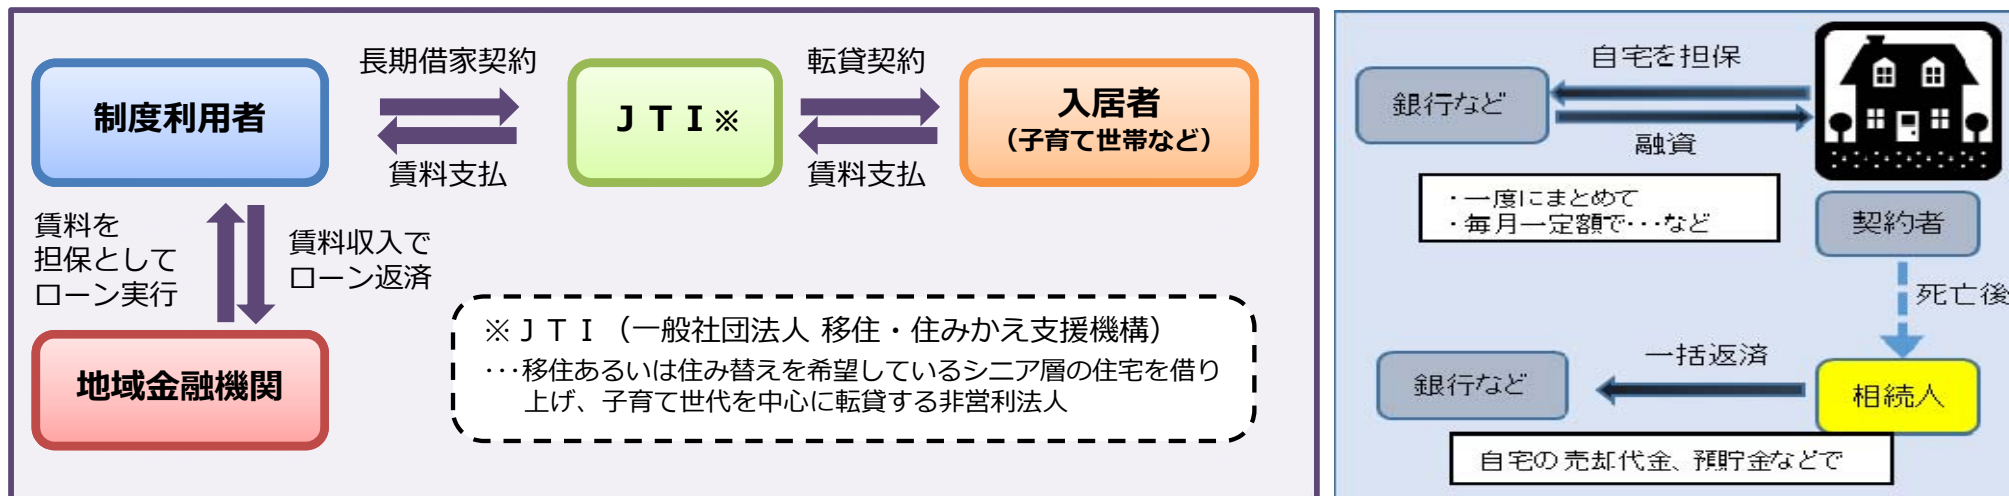 長期借家契約
転貸契約
制度利用者
ＪＴＩ※
入居者
（子育て世帯など）
賃料支払
賃料支払
賃料を
担保として
ローン実行
賃料収入で
ローン返済
地域金融機関
※ＪＴＩ（一般社団法人 移住・住みかえ支援機構）
･･･移住あるいは住み替えを希望しているシニア層の住宅を借り
上げ、子育て世代を中心に転貸する非営利法人
自宅を担保
銀行など
融資
・一度にまとめて
・毎月一定額で･･･など
契約者
死亡後
一括返済
銀行など
相続人
自宅の売却代金、預貯金などで